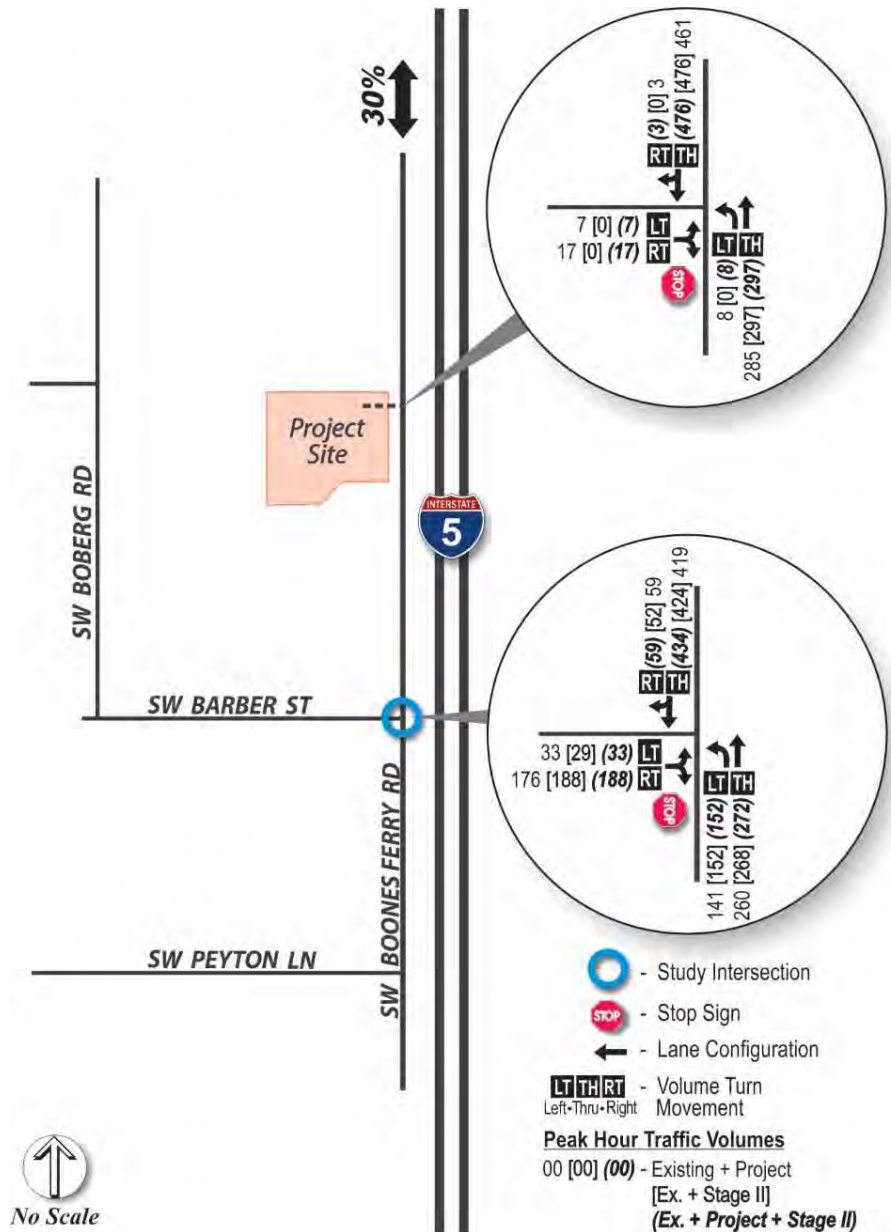 30%
(3) [0] 3
(476) [476] 461
RT TH
7 [0] (7) LT
17 [0] (17) RT
STOP
LT TH
8 [0] (8)
285 [297] (297)
Project
Site
INTERSTATE
5
SW BOBERG RD
(59) [52] 59
(434) [424] 419
RT TH
SW BARBER ST
33 [29] (33) LT
176 [188] (188) RT
STOP
LT TH
141 [152] (152)
260 [268] (272)
SW BOONES FERRY RD
SW PEYTON LN
- Study Intersection
STOP - Stop Sign
- Lane Configuration
LT TH RT - Volume Turn
Left•Thru•Right Movement
Peak Hour Traffic Volumes
00 [00] (00) - Existing + Project
[Ex. + Stage II]
(Ex. + Project + Stage II)
No Scale